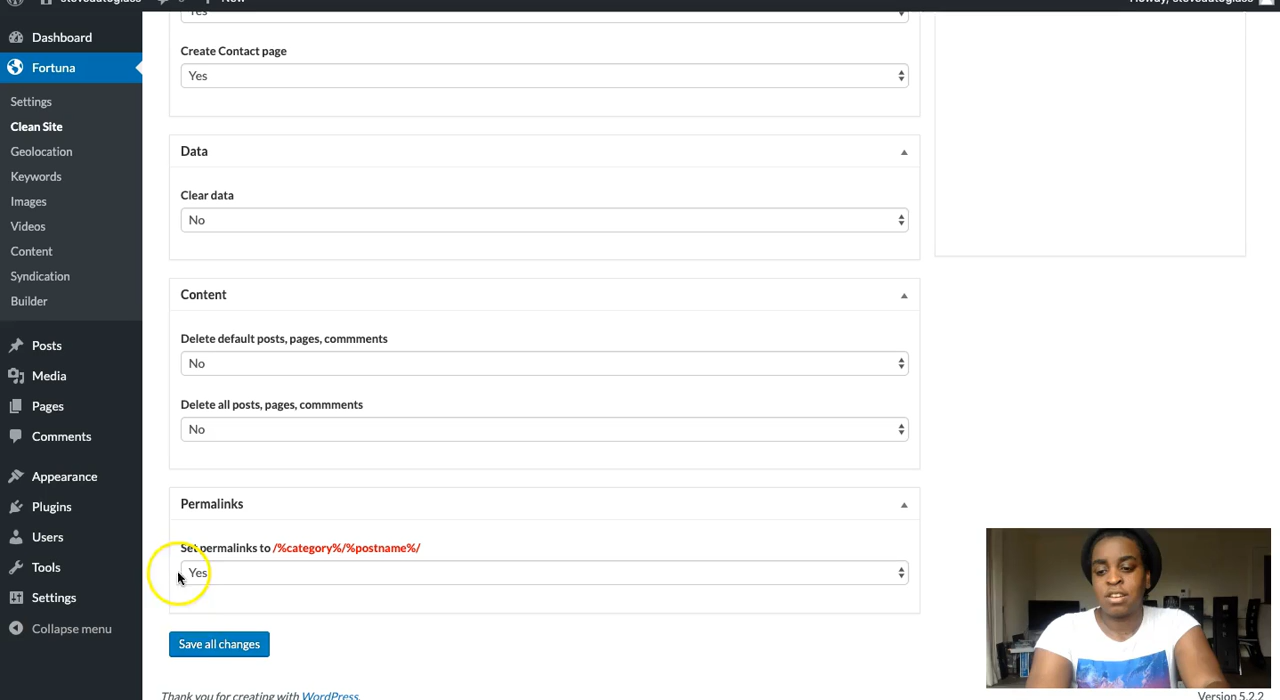 New
Dashboard
Fortuna
Settings
Clean Site
Geolocation
Keywords
Images
Videos
Content
Syndication
Builder
Posts
Media
Pages
Comments
Appearance
Plugins
Users
Tools
Settings
Collapse menu
Yes
Create Contact page
Yes
Data
Clear data
No
Content
Delete default posts, pages, commments
No
Delete all posts, pages, commments
No
Permalinks
Set permalinks to /%category%/%postname%/
Yes
Save all changes
Thank you for creating with WordPress.
Version 5.2.2